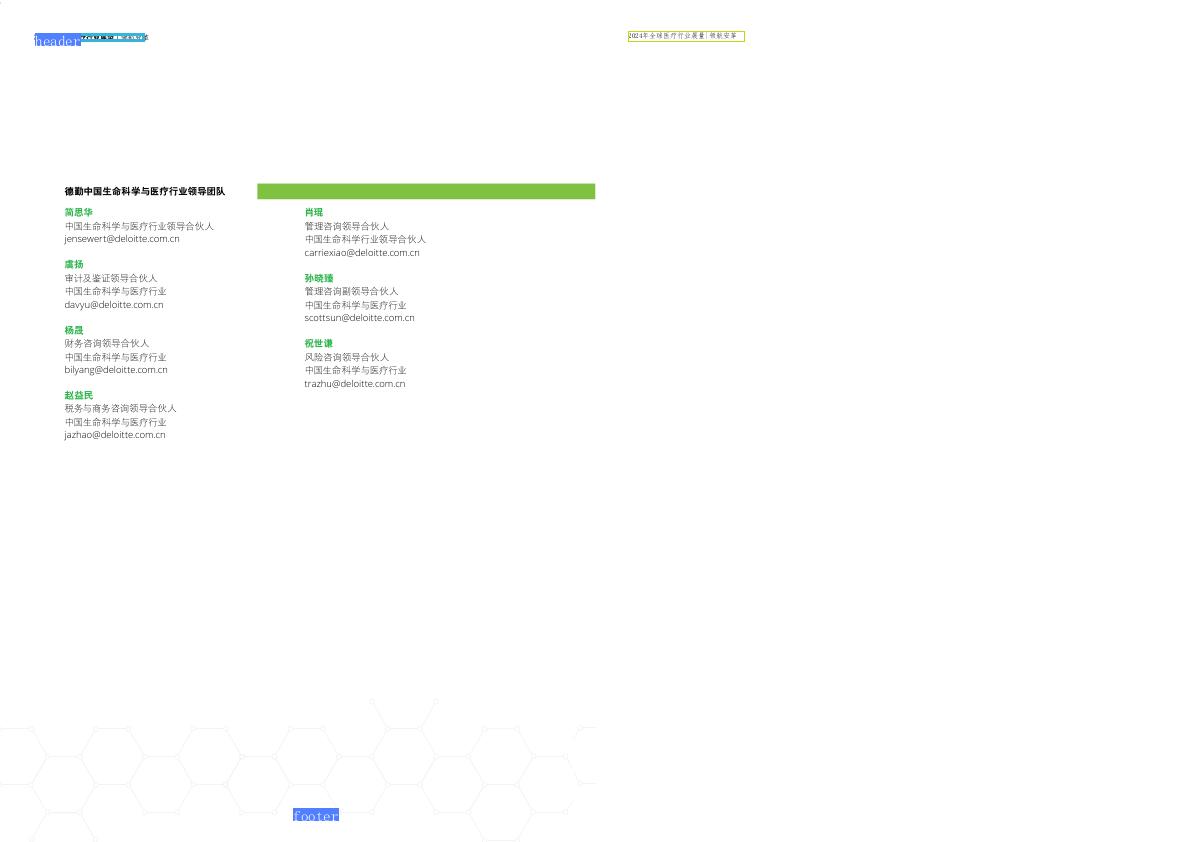 header
2024年全球医疗行业展望｜领航变革
德勤中国生命科学与医疗行业领导团队
简思华
中国生命科学与医疗行业领导合伙人
jensewert@deloitte.com.cn
虞扬
审计及鉴证领导合伙人
中国生命科学与医疗行业
davyu@deloitte.com.cn
杨晟
财务咨询领导合伙人
中国生命科学与医疗行业
bilyang@deloitte.com.cn
赵益民
税务与商务咨询领导合伙人
中国生命科学与医疗行业
jazhao@deloitte.com.cn
肖琨
管理咨询领导合伙人
中国生命科学行业领导合伙人
carriexiao@deloitte.com.cn
孙晓臻
管理咨询副领导合伙人
中国生命科学与医疗行业
scottsun@deloitte.com.cn
祝世谦
风险咨询领导合伙人
中国生命科学与医疗行业
trazhu@deloitte.com.cn
footer